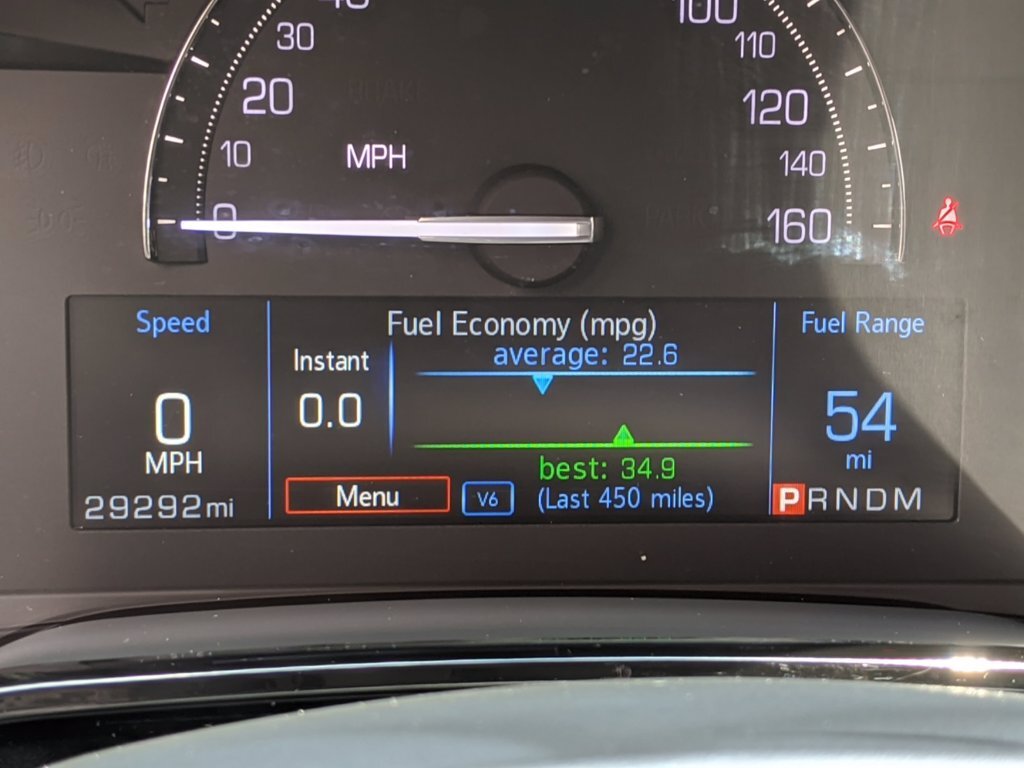 40
30
20
10
0
MPH
100
110
120
140
160
Speed
0
MPH
29292mi
Fuel Economy (mpg)
average: 22.6
Instant
0.0
best: 34.9
(Last 450 miles)
Menu
V6
Fuel Range
54
mi
PRNDM